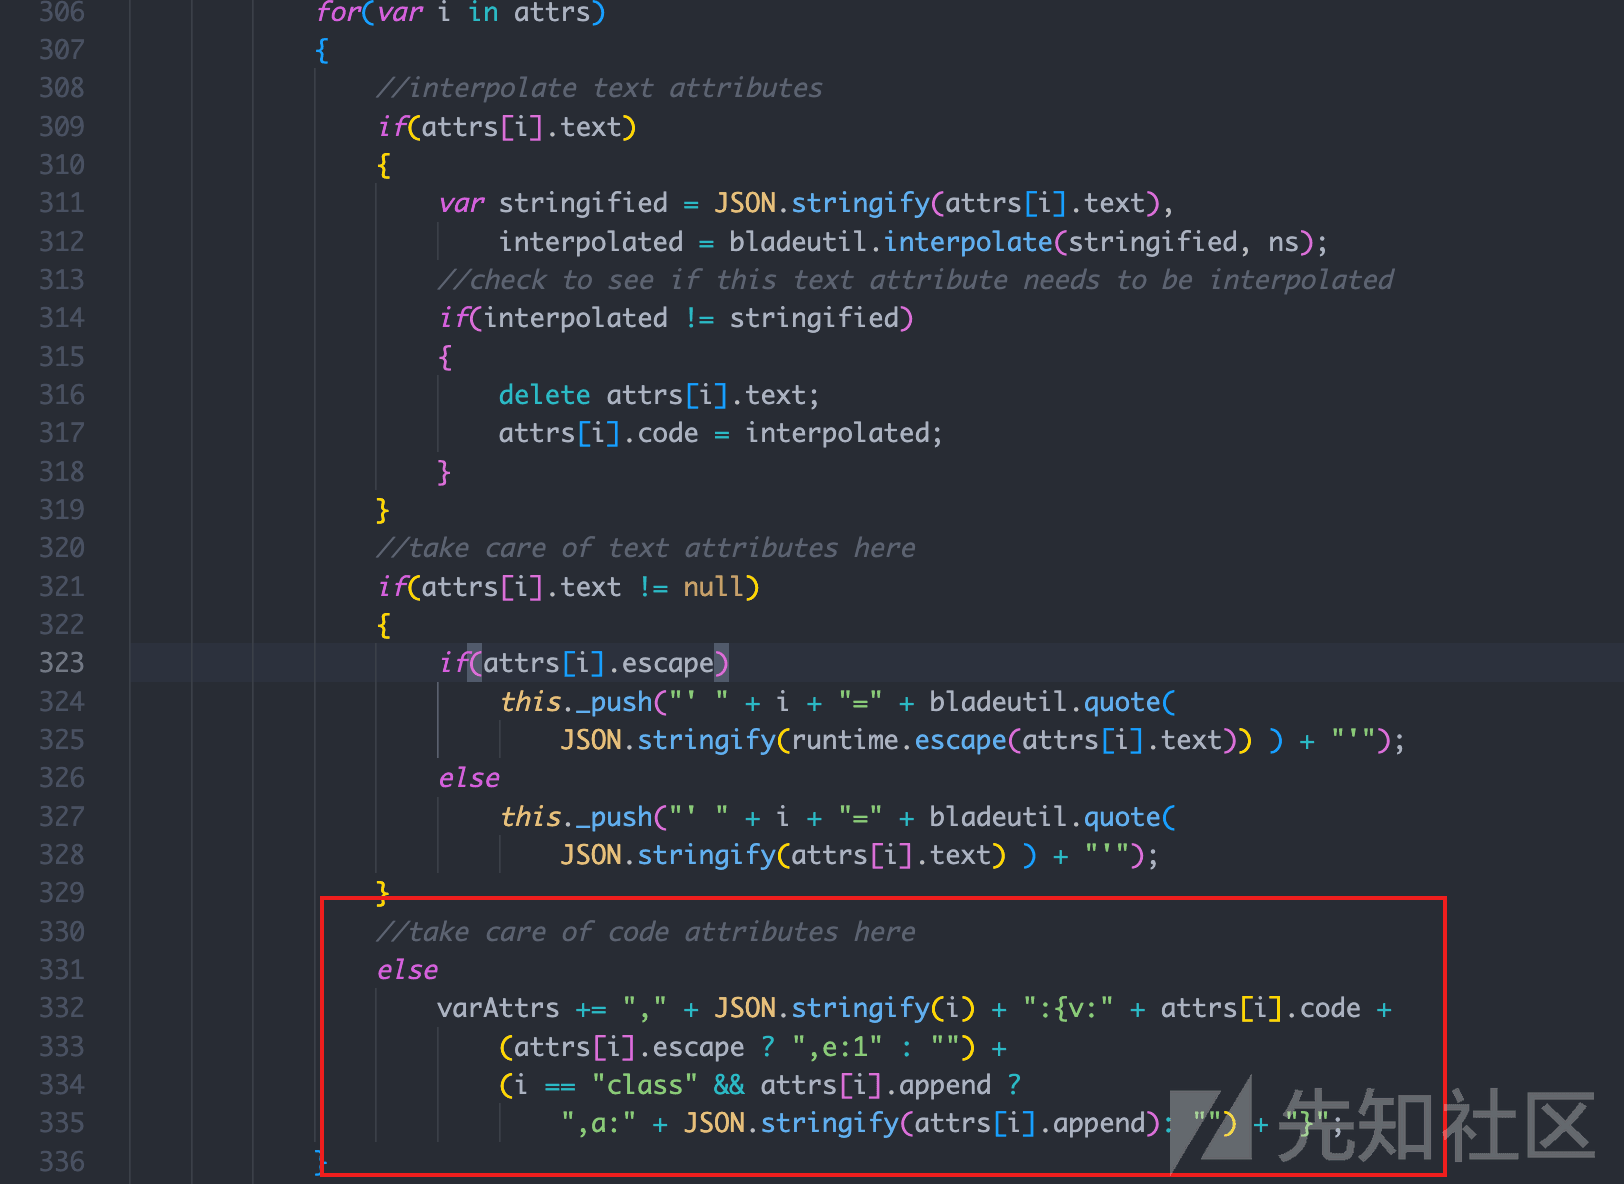 306 for(var i in attrs)
307 {
308 //interpolate text attributes
309 if(attrs[i].text)
310 {
311 var stringified = JSON.stringify(attrs[i].text),
312 interpolated = bladeutil.interpolate(stringified, ns);
313 //check to see if this text attribute needs to be interpolated
314 if(interpolated != stringified)
315 {
316 delete attrs[i].text;
317 attrs[i].code = interpolated;
318 }
319 }
320 //take care of text attributes here
321 if(attrs[i].text != null)
322 {
323 if(attrs[i].escape)
324 this._push("' " + i + "=" + bladeutil.quote(
325 JSON.stringify(runtime.escape(attrs[i].text)) ) + "'");
326 else
327 this._push("' " + i + "=" + bladeutil.quote(
328 JSON.stringify(attrs[i].text) ) + "'");
329 }
330 //take care of code attributes here
331 else
332 varAttrs += "," + JSON.stringify(i) + ":{v:" + attrs[i].code +
333 (attrs[i].escape ? ",e:1" : "") +
334 (i == "class" && attrs[i].append ?
335 ",a:" + JSON.stringify(attrs[i].append): "") + "}";
336 }
先知社区